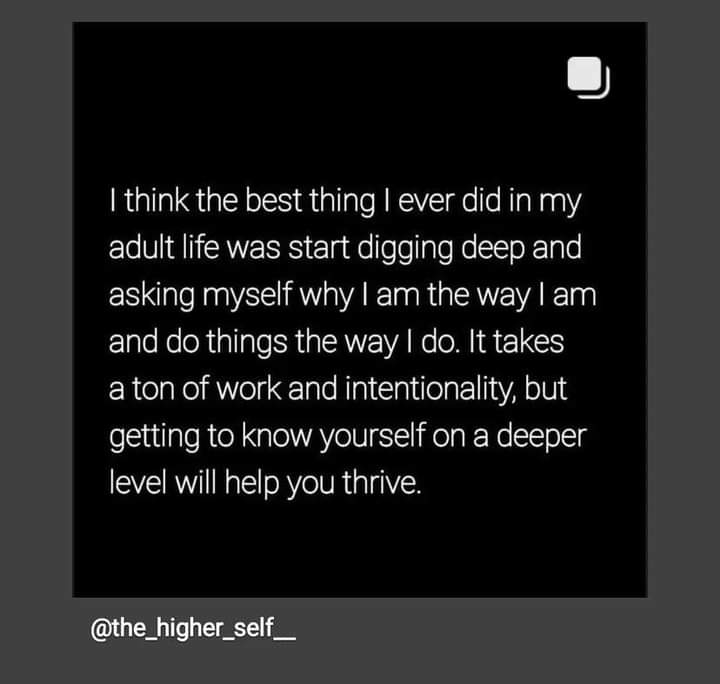 I think the best thing I ever did in my
adult life was start digging deep and
asking myself why I am the way I am
and do things the way I do. It takes
a ton of work and intentionality, but
getting to know yourself on a deeper
level will help you thrive.
@the_higher_self__